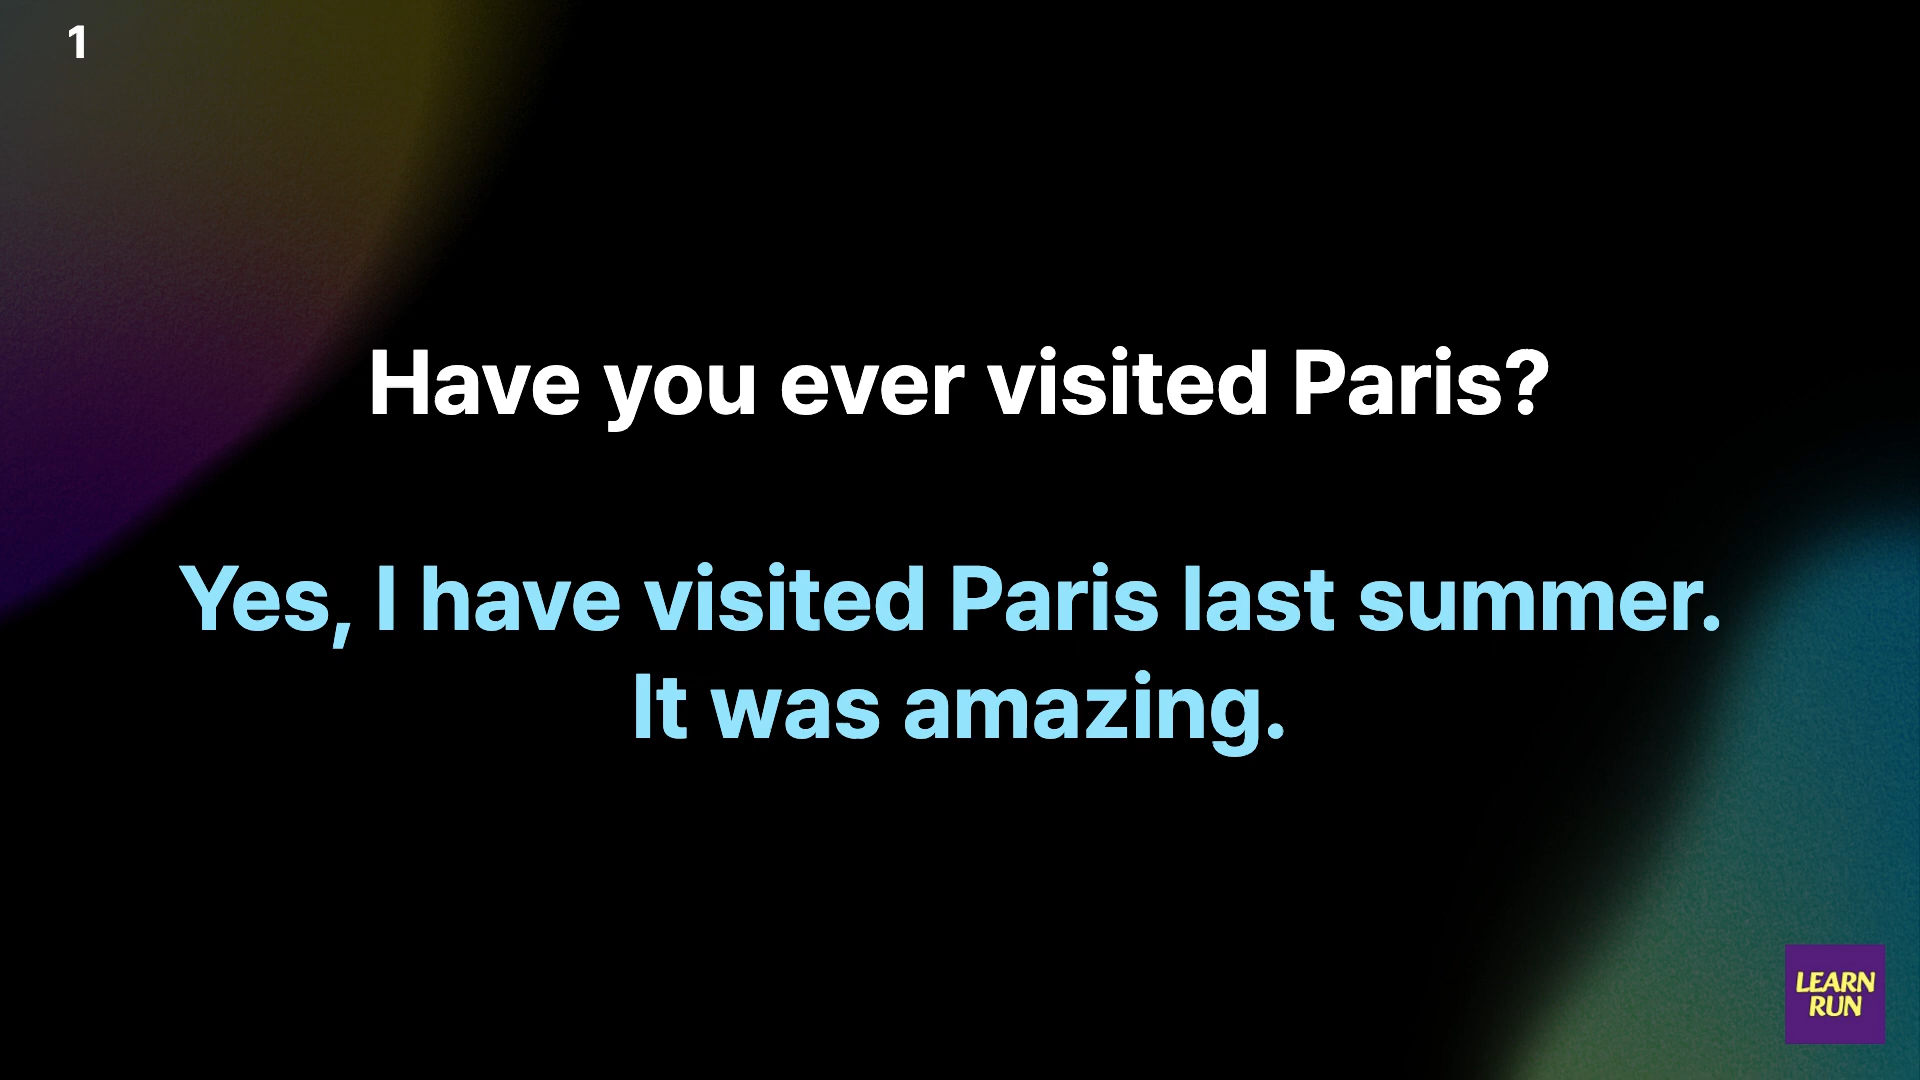 1
Have you ever visited Paris?
Yes, I have visited Paris last summer.
It was amazing.
LEARN
RUN